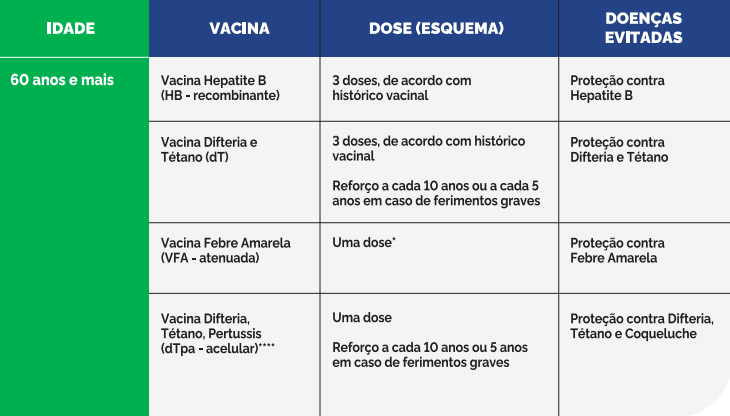 IDADE
VACINA
DOSE (ESQUEMA)
DOENÇAS
EVITADAS
60 anos e mais
Vacina Hepatite B
(HB - recombinante)
3 doses, de acordo com
histórico vacinal
Proteção contra
Hepatite B
Vacina Difteria e
Tétano (dT)
3 doses, de acordo com histórico
vacinal
Reforço a cada 10 anos ou a cada 5
anos em caso de ferimentos graves
Proteção contra
Difteria e Tétano
Vacina Febre Amarela
(VFA - atenuada)
Uma dose*
Proteção contra
Febre Amarela
Vacina Difteria,
Tétano, Pertussis
(dTpa - acelular)****
Uma dose
Reforço a cada 10 anos ou 5 anos
em caso de ferimentos graves
Proteção contra Difteria,
Tétano e Coqueluche